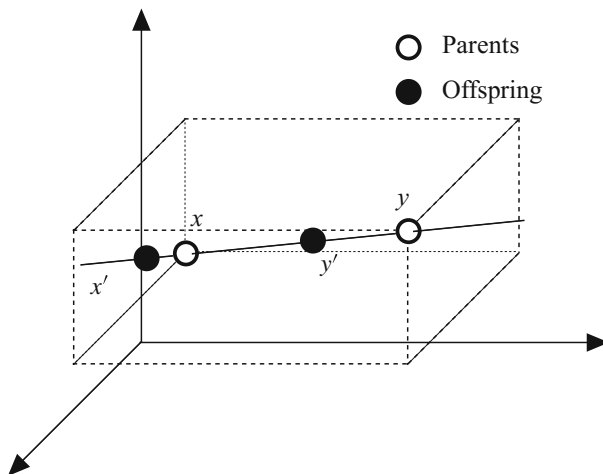 Parents
Offspring
x
y
x′
y′